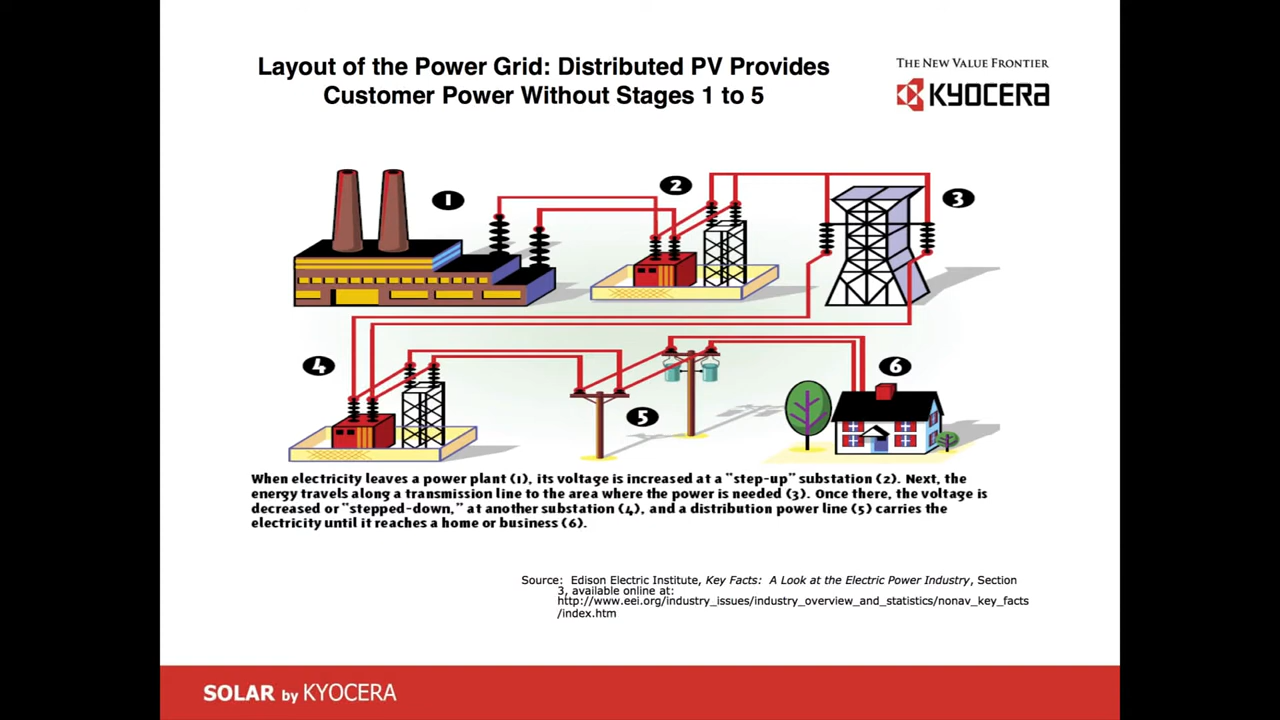 Layout of the Power Grid: Distributed PV Provides
Customer Power Without Stages 1 to 5
THE NEW VALUE FRONTIER
KYOCERA
1
2
3
4
5
6
When electricity leaves a power plant (1), its voltage is increased at a "step-up" substation (2). Next, the
energy travels along a transmission line to the area where the power is needed (3). Once there, the voltage is
decreased or "stepped-down," at another substation (4), and a distribution power line (5) carries the
electricity until it reaches a home or business (6).
Source: Edison Electric Institute, Key Facts: A Look at the Electric Power Industry, Section
3, available online at:
http://www.eei.org/industry_issues/industry_overview_and_statistics/nonav_key_facts
/index.htm
SOLAR by KYOCERA